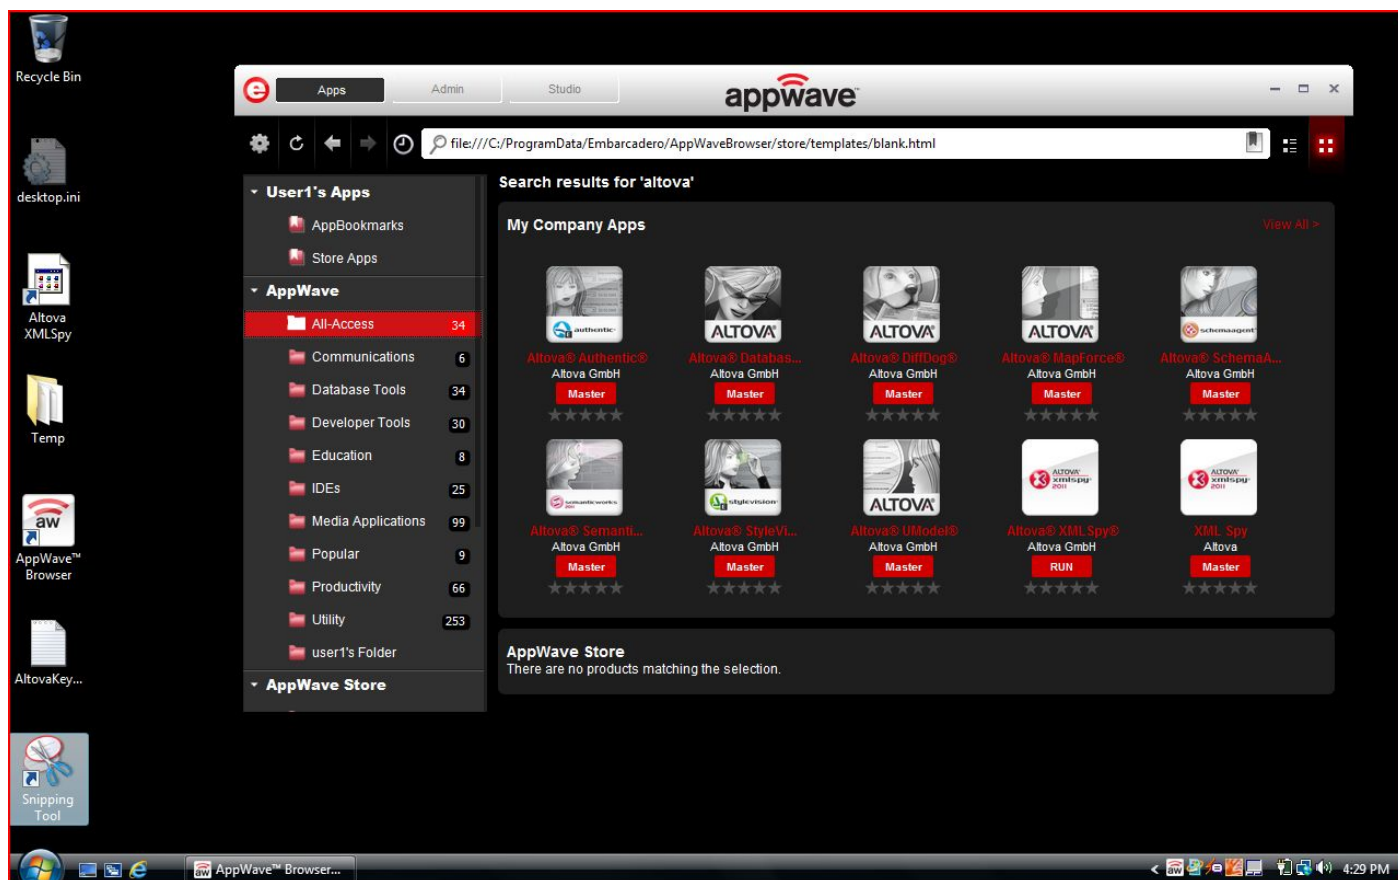 Recycle Bin
desktop.ini
Altova
XMLSpy
Temp
aw
AppWave™
Browser
AltovaKey...
Snipping
Tool
e
Apps
Admin
Studio
appwave
file:///C:/ProgramData/Embarcadero/AppWaveBrowser/store/templates/blank.html
User1's Apps
AppBookmarks
Store Apps
AppWave
All-Access 34
Communications 6
Database Tools 34
Developer Tools 30
Education 8
IDEs 25
Media Applications 99
Popular 9
Productivity 66
Utility 253
user1's Folder
AppWave Store
Search results for 'altova'
My Company Apps
View All >
authentic
ALTOVA®
ALTOVA®
ALTOVA®
schemaagent
Altova® Authentic®
Altova® Databas...
Altova® DiffDog®
Altova® MapForce®
Altova® SchemaA...
Altova GmbH
Altova GmbH
Altova GmbH
Altova GmbH
Altova GmbH
Master
Master
Master
Master
Master
semanticworks
stylevision
ALTOVA®
ALTOVA® xmlspy 2011
ALTOVA® xmlspy 2011
Altova® Semanti...
Altova® StyleVi...
Altova® UModel®
Altova® XMLSpy®
XML Spy
Altova GmbH
Altova GmbH
Altova GmbH
Altova GmbH
Altova
Master
Master
Master
RUN
Master
AppWave Store
There are no products matching the selection.
AppWave™ Browser...
4:29 PM